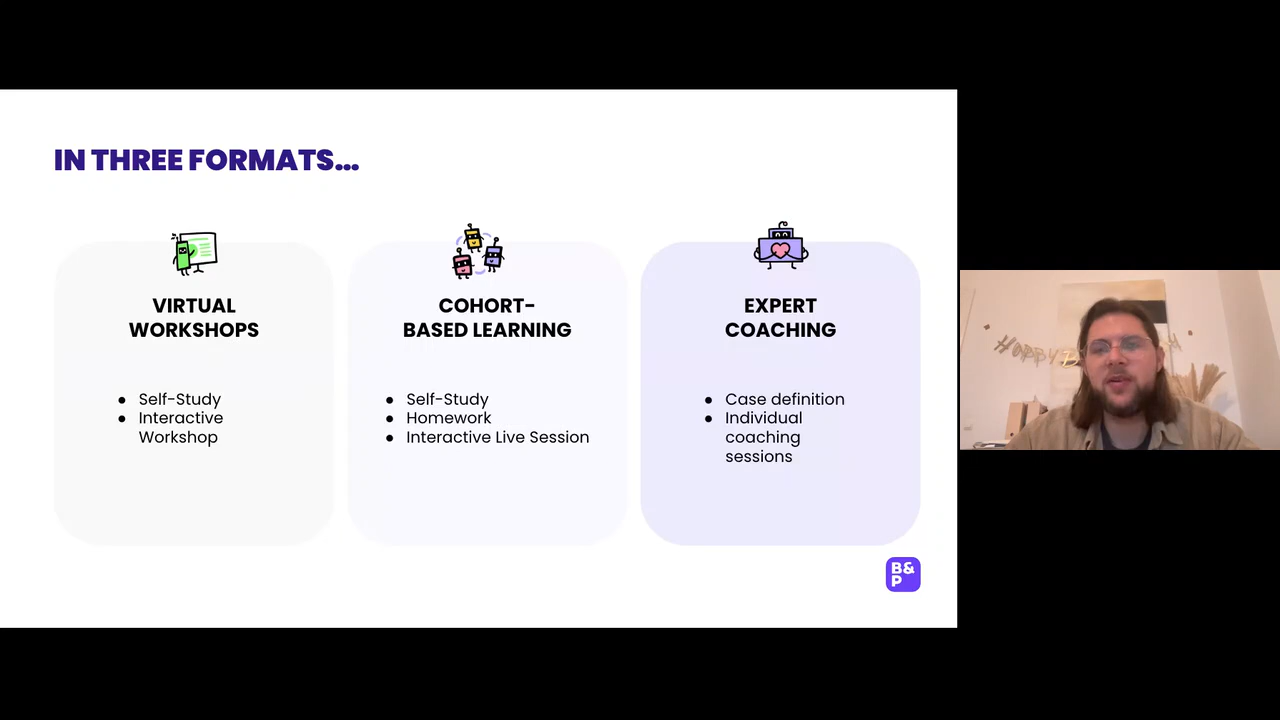 IN THREE FORMATS...
VIRTUAL
WORKSHOPS
● Self-Study
● Interactive
Workshop
COHORT-
BASED LEARNING
● Self-Study
● Homework
● Interactive Live Session
EXPERT
COACHING
● Case definition
● Individual
coaching
sessions
B&
P
HAPPY B